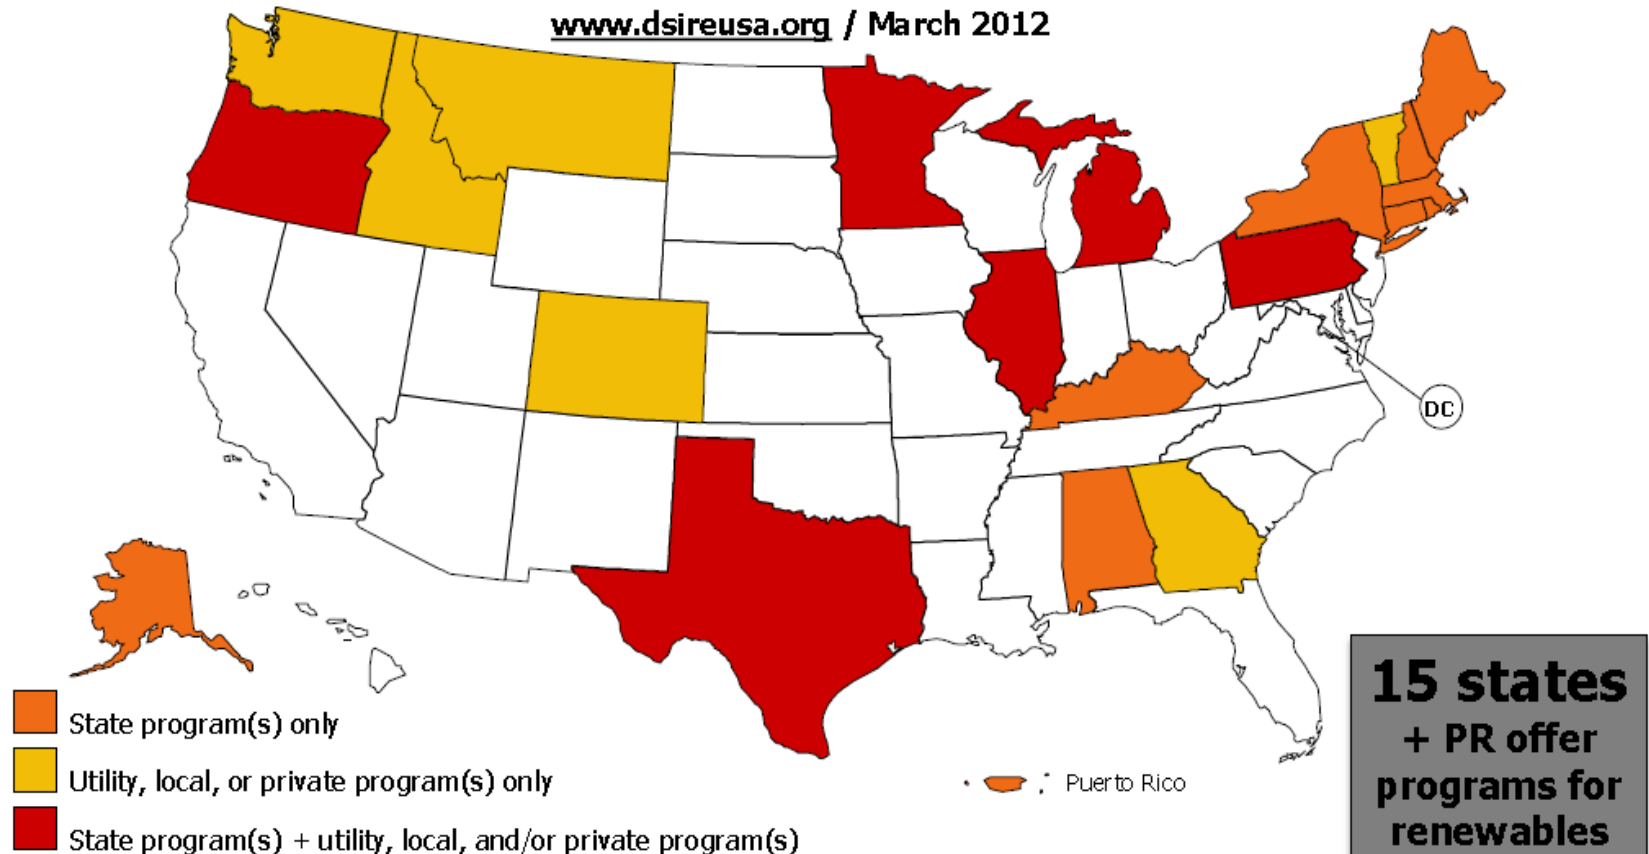 www.dsireusa.org / March 2012
DC
State program(s) only
Utility, local, or private program(s) only
State program(s) + utility, local, and/or private program(s)
Puerto Rico
15 states
+ PR offer
programs for
renewables